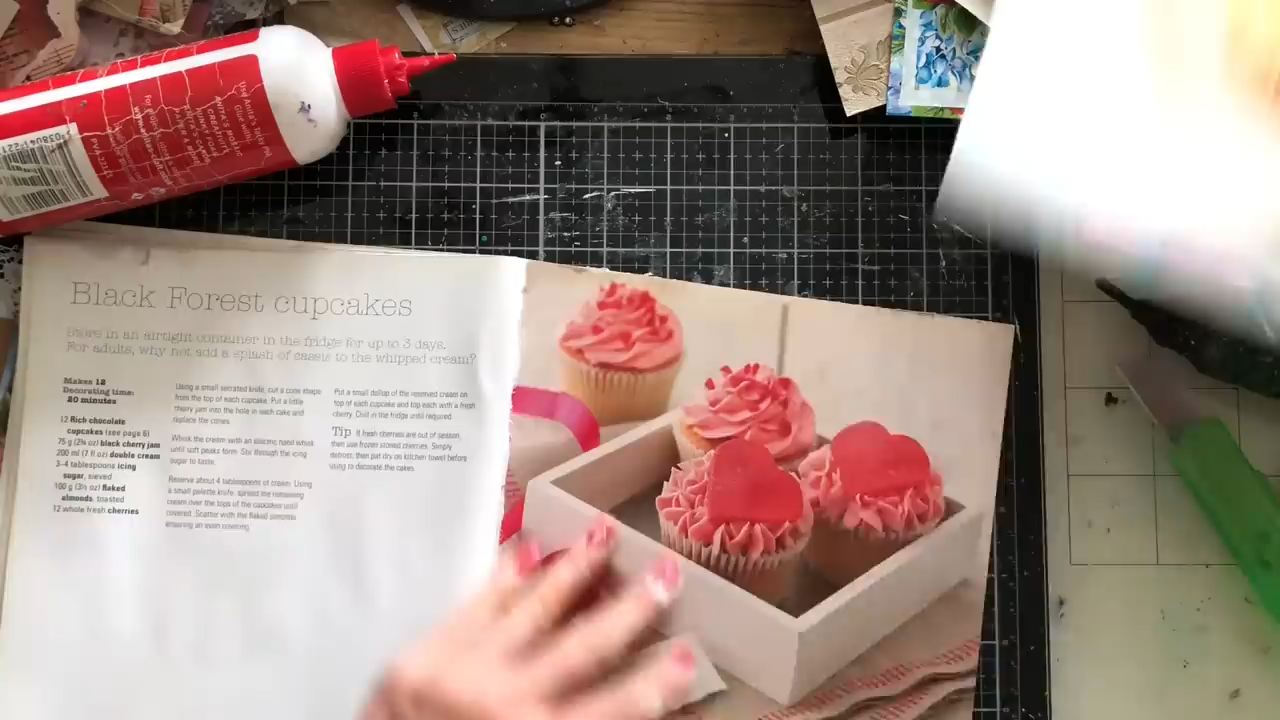 Black Forest cupcakes
Store in an airtight container in the fridge for up to 3 days.
For adults, why not add a splash of cassis to the whipped cream?
Makes 12
Decorating time:
20 minutes
12 Rich chocolate
cupcakes (see page 6)
75 g (2¾ oz) black cherry jam
200 ml (7 fl oz) double cream
3–4 tablespoons icing
sugar, sieved
100 g (3½ oz) flaked
almonds, toasted
12 whole fresh cherries
Using a small serrated knife, cut a cone shape
from the top of each cupcake. Put a little
cherry jam into the hole in each cake and
replace the cones.
Whisk the cream with an electric hand whisk
until soft peaks form. Stir through the icing
sugar to taste.
Reserve about 4 tablespoons of cream. Using
a small palette knife, spread the remaining
cream over the tops of the cupcakes until
covered. Scatter with the flaked almonds
ensuring an even covering.
Put a small dollop of the reserved cream on
top of each cupcake and top each with a fresh
cherry. Chill in the fridge until required.
Tip If fresh cherries are out of season,
then use frozen stoned cherries. Simply
defrost, then pat dry on kitchen towel before
using to decorate the cakes.
Use Anita's Tacky PVA
Glue with: